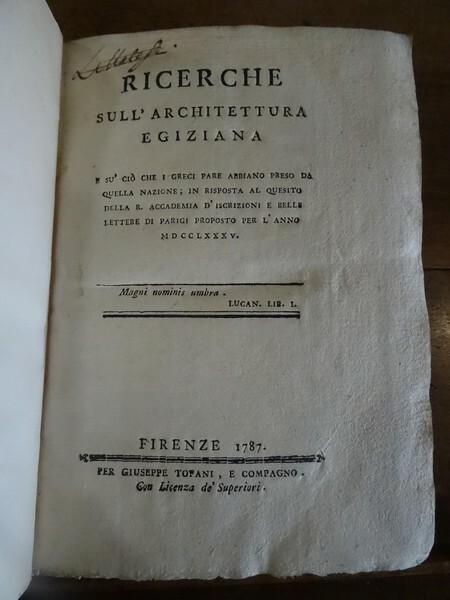 RICERCHE
SULL' ARCHITETTURA
EGIZIANA
E SU' CIÒ CHE I GRECI PARE ABBIANO PRESO DA
QUELLA NAZIONE; IN RISPOSTA AL QUESITO
DELLA R. ACCADEMIA D' ISCRIZIONI E BELLE
LETTERE DI PARIGI PROPOSTO PER L' ANNO
MDCCLXXXV.
Magni nominis umbra.
LUCAN. LIB. I.
FIRENZE 1787.
PER GIUSEPPE TOFANI, E COMPAGNO.
Con Licenza de' Superiori.